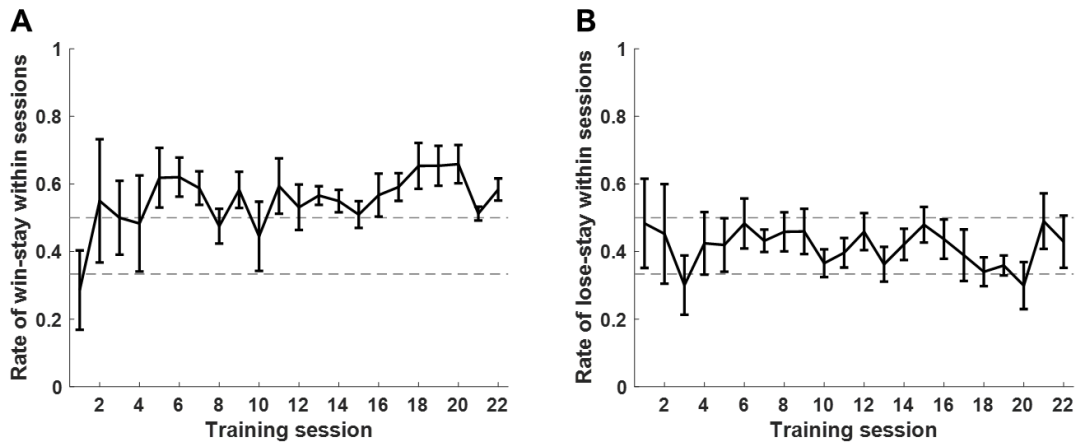 A
Rate of win-stay within sessions
1
0.8
0.6
0.4
0.2
0
2 4 6 8 10 12 14 16 18 20 22
Training session
B
Rate of lose-stay within sessions
1
0.8
0.6
0.4
0.2
0
2 4 6 8 10 12 14 16 18 20 22
Training session